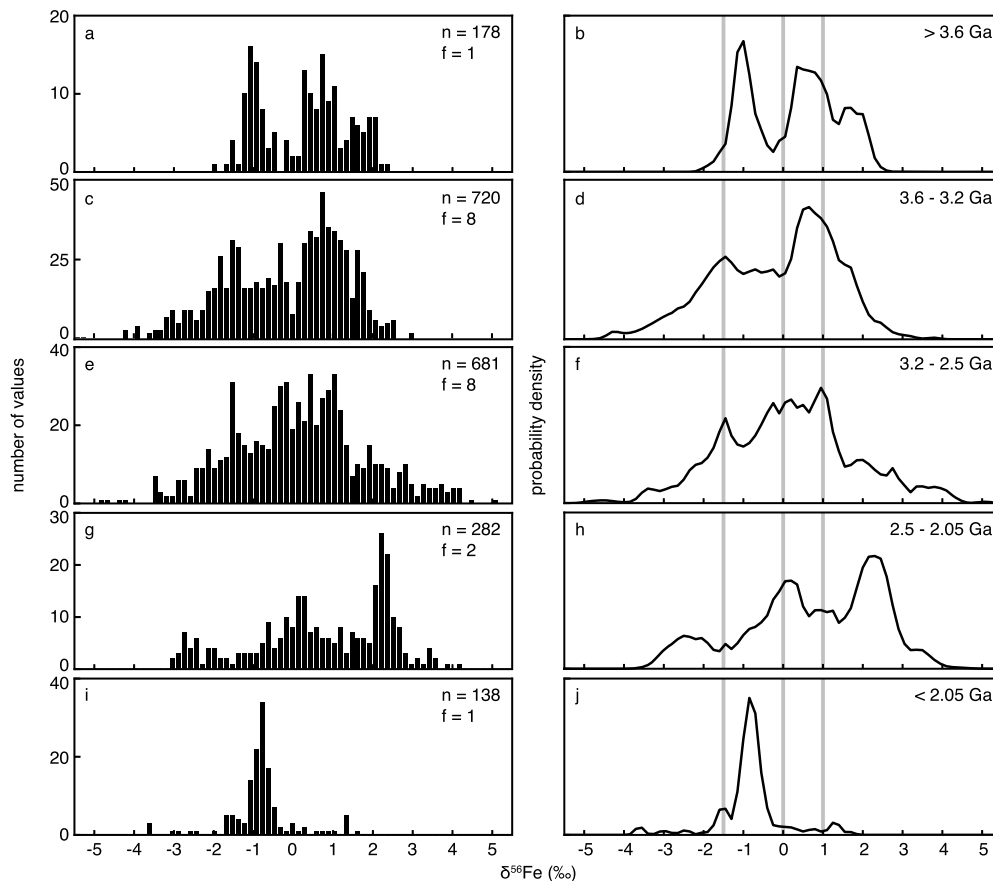 number of values
20
10
0
a
n = 178
f = 1
b
> 3.6 Ga
50
25
0
c
n = 720
f = 8
d
3.6 - 3.2 Ga
40
20
0
e
n = 681
f = 8
f
3.2 - 2.5 Ga
probability density
30
20
10
0
g
n = 282
f = 2
h
2.5 - 2.05 Ga
40
20
0
i
n = 138
f = 1
j
< 2.05 Ga
-5 -4 -3 -2 -1 0 1 2 3 4 5
-5 -4 -3 -2 -1 0 1 2 3 4 5
δ⁵⁶Fe (‰)